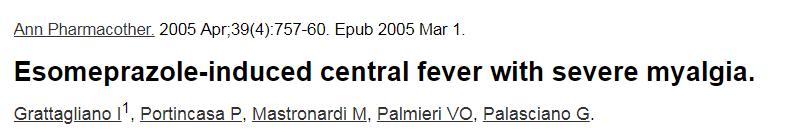 Ann Pharmacother. 2005 Apr;39(4):757-60. Epub 2005 Mar 1.
Esomeprazole-induced central fever with severe myalgia.
Grattagliano I1, Portincasa P, Mastronardi M, Palmieri VO, Palasciano G.